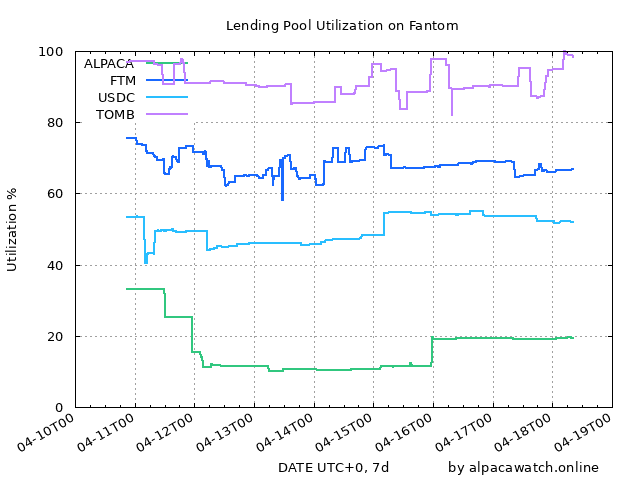 Lending Pool Utilization on Fantom
100
80
60
40
20
0
Utilization %
ALPACA
FTM
USDC
TOMB
04-10T00
04-11T00
04-12T00
04-13T00
04-14T00
04-15T00
04-16T00
04-17T00
04-18T00
04-19T00
DATE UTC+0, 7d
by alpacawatch.online